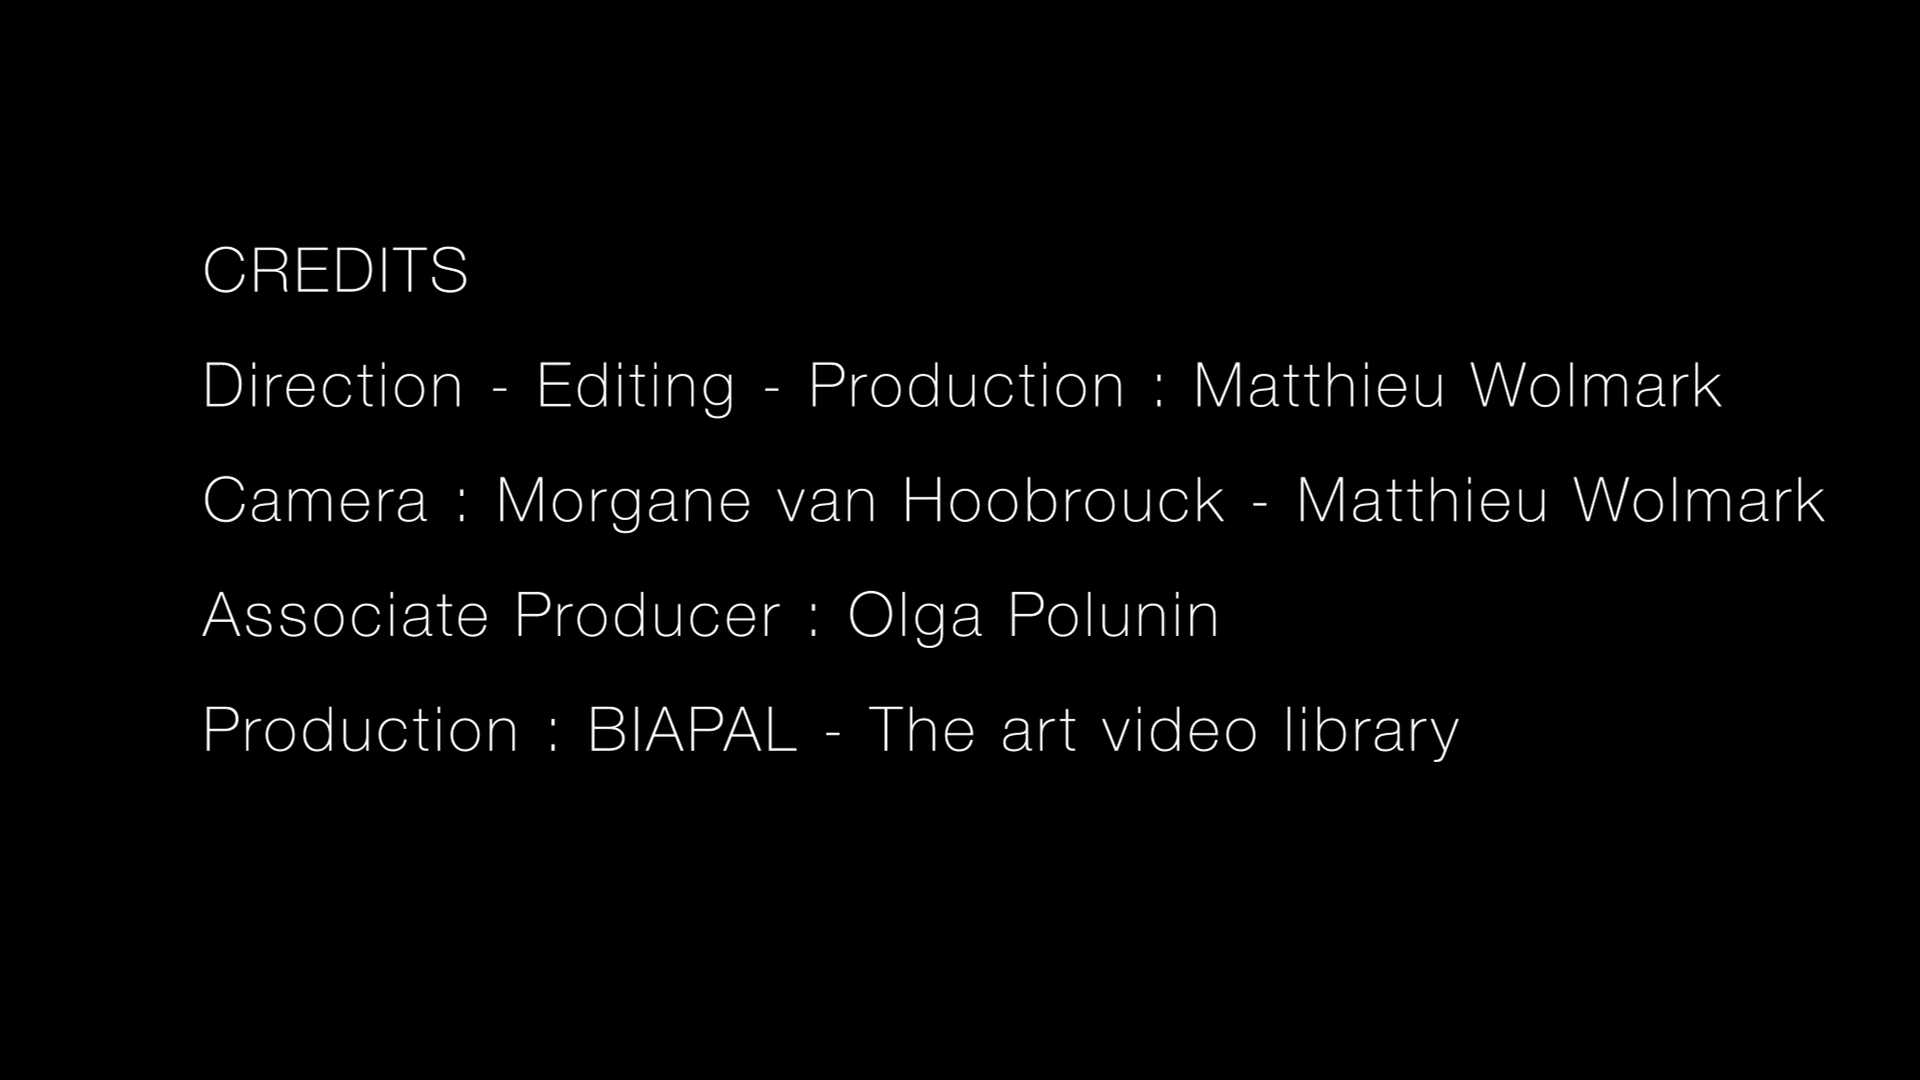 CREDITS
Direction - Editing - Production : Matthieu Wolmark
Camera : Morgane van Hoobrouck - Matthieu Wolmark
Associate Producer : Olga Polunin
Production : BIAPAL - The art video library